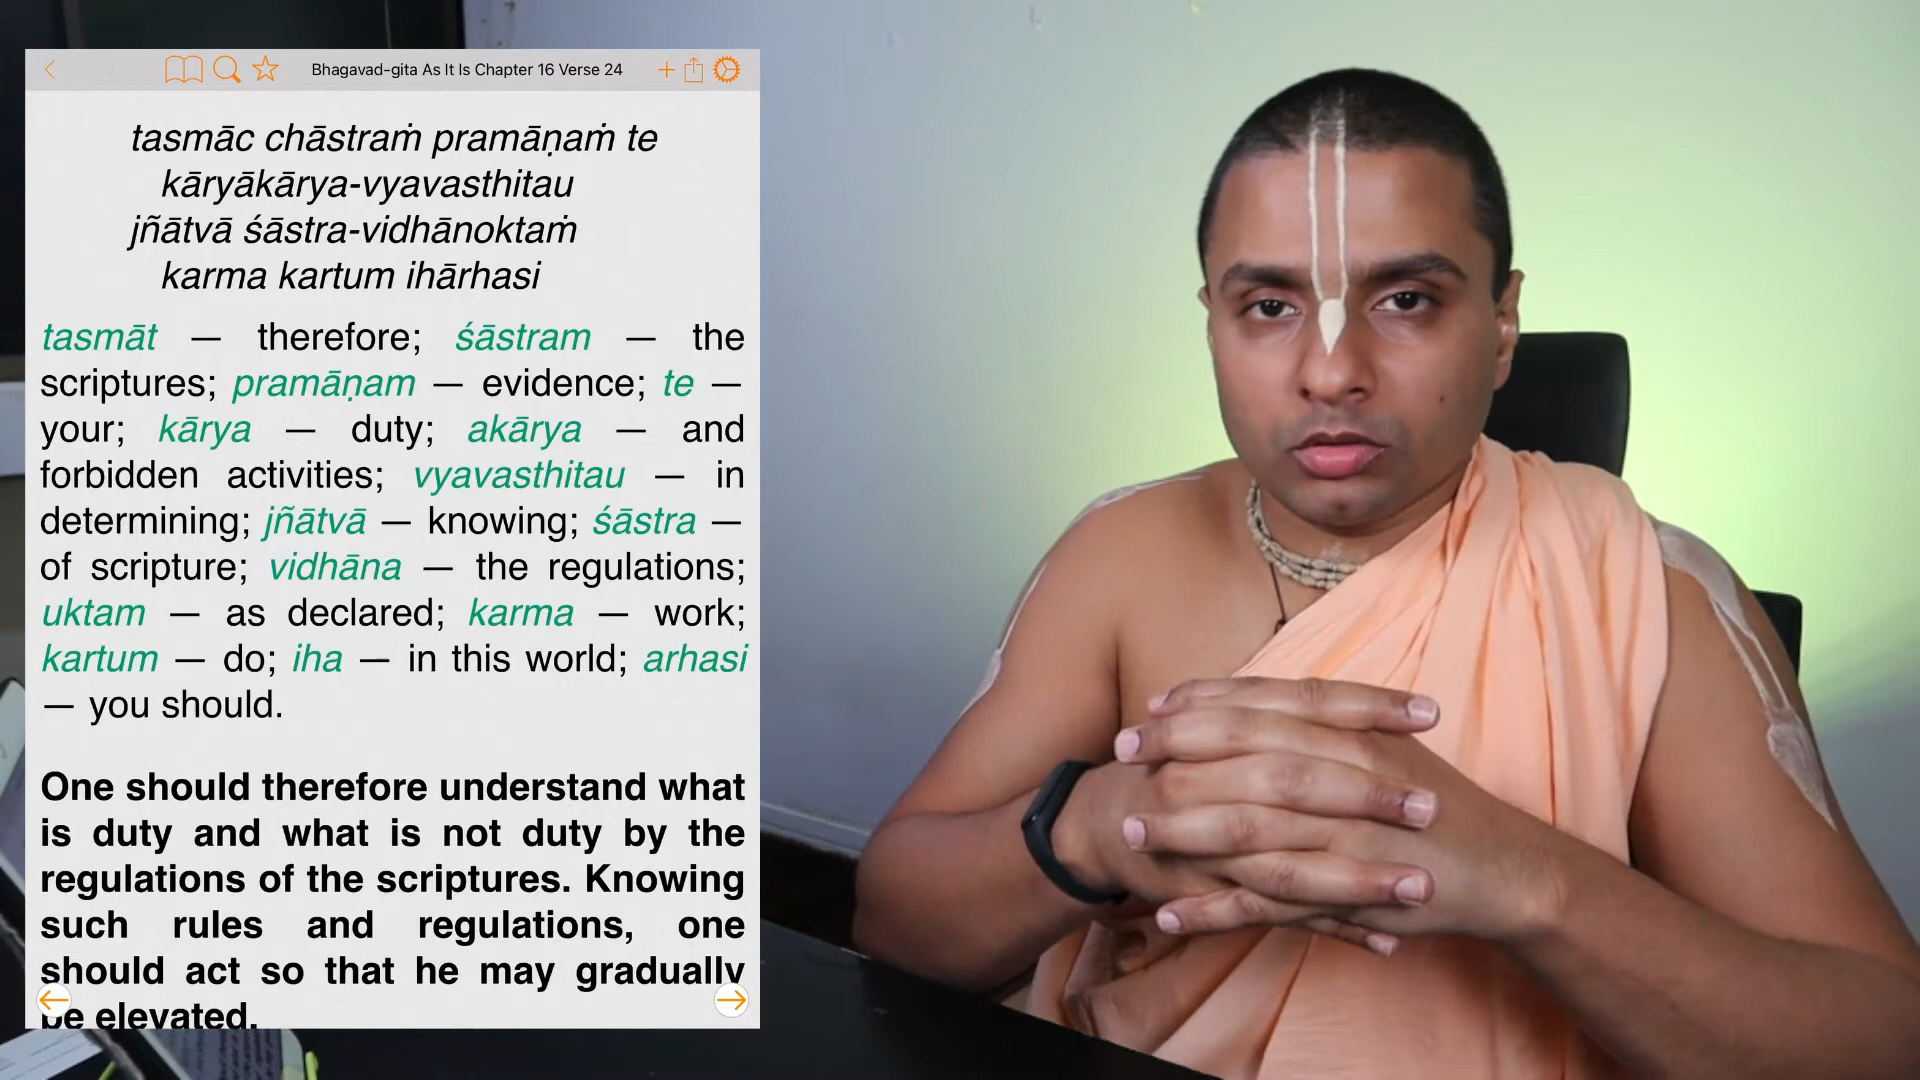 Bhagavad-gita As It Is Chapter 16 Verse 24
tasmāc chāstraṁ pramāṇaṁ te
kāryākārya-vyavasthitau
jñātvā śāstra-vidhānoktaṁ
karma kartum ihārhasi
tasmāt — therefore; śāstram — the
scriptures; pramāṇam — evidence; te —
your; kārya — duty; akārya — and
forbidden activities; vyavasthitau — in
determining; jñātvā — knowing; śāstra —
of scripture; vidhāna — the regulations;
uktam — as declared; karma — work;
kartum — do; iha — in this world; arhasi
— you should.
One should therefore understand what
is duty and what is not duty by the
regulations of the scriptures. Knowing
such rules and regulations, one
should act so that he may gradually
be elevated.